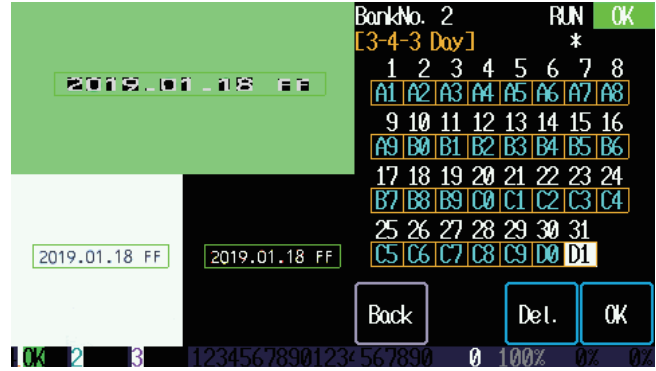 BankNo. 2 RUN OK
[3-4-3 Day] *
1 2 3 4 5 6 7 8
A1 A2 A3 A4 A5 A6 A7 A8
9 10 11 12 13 14 15 16
A9 B0 B1 B2 B3 B4 B5 B6
17 18 19 20 21 22 23 24
B7 B8 B9 C0 C1 C2 C3 C4
25 26 27 28 29 30 31
C5 C6 C7 C8 C9 D0 D1
Back Del. OK
2019.01.18 FF
2019.01.18 FF
2019.01.18 FF
OK 2 3 1234567890123 567890 0 100% 0% 0%